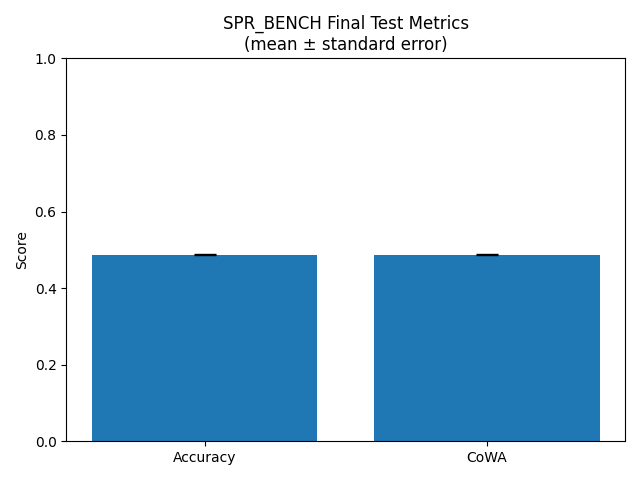 SPR_BENCH Final Test Metrics
(mean ± standard error)
1.0
0.8
0.6
0.4
0.2
0.0
Score
Accuracy
CoWA